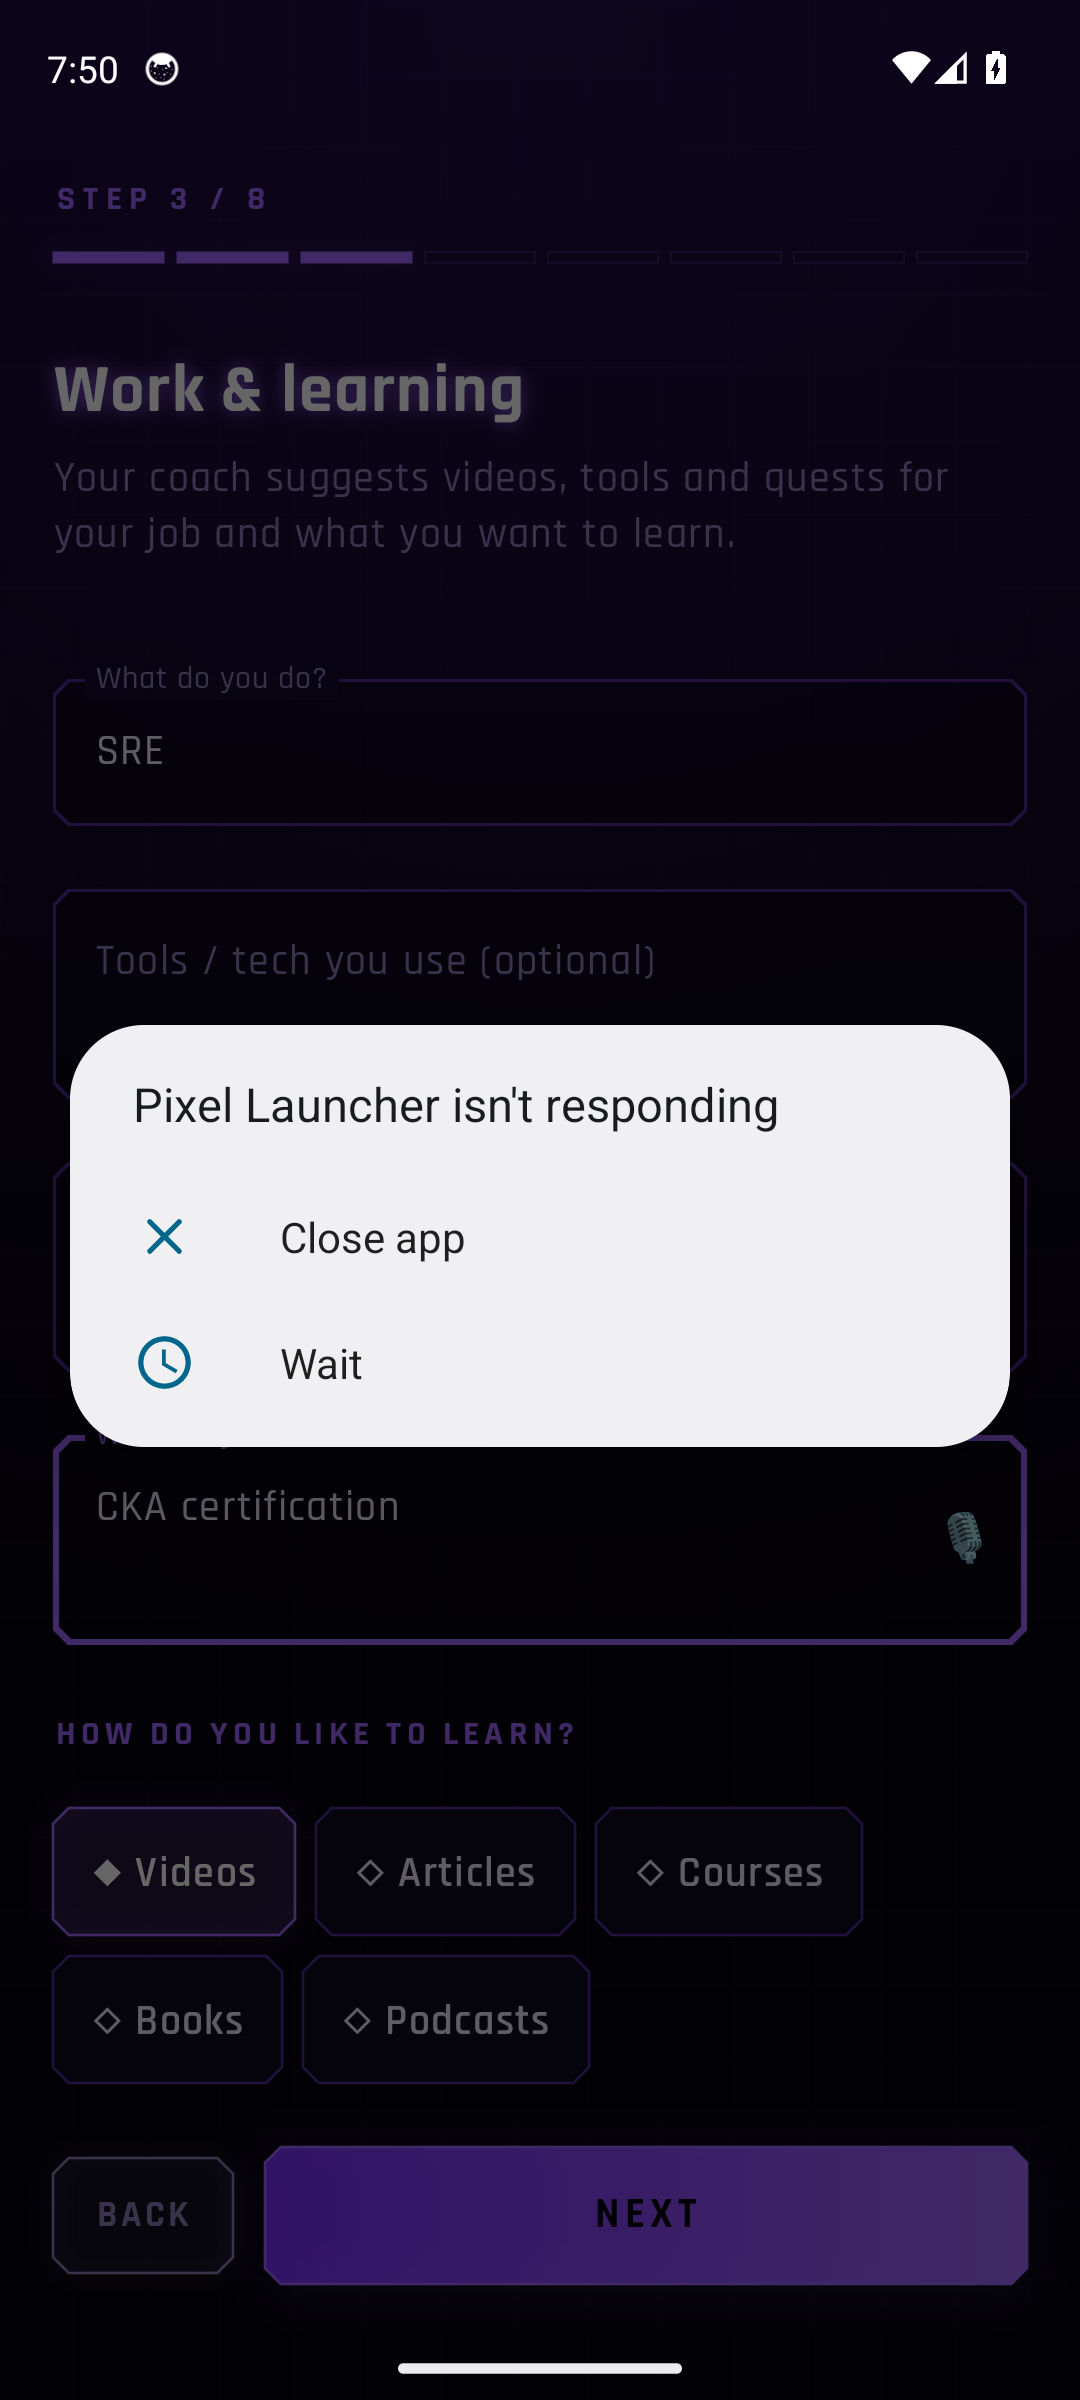 7:50
STEP 3 / 8
Work & learning
Your coach suggests videos, tools and quests for
your job and what you want to learn.
What do you do?
SRE
Tools / tech you use (optional)
Pixel Launcher isn't responding
Close app
Wait
CKA certification
HOW DO YOU LIKE TO LEARN?
◆ Videos
◇ Articles
◇ Courses
◇ Books
◇ Podcasts
BACK
NEXT